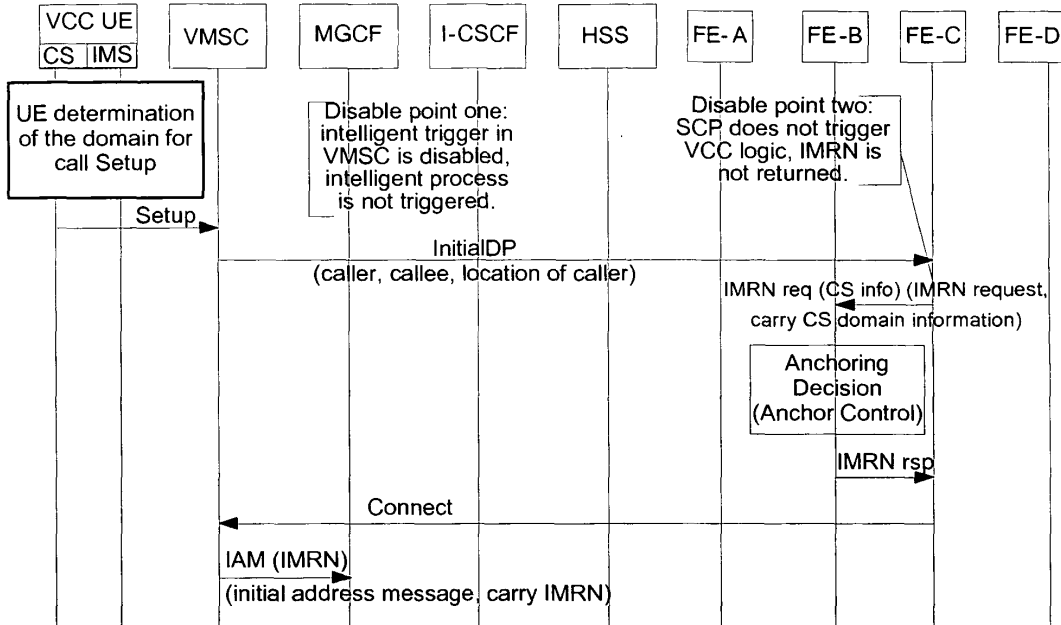 VCC UE
CS IMS
VMSC
MGCF
I-CSCF
HSS
FE-A
FE-B
FE-C
FE-D
UE determination
of the domain for
call Setup
Disable point one:
intelligent trigger in
VMSC is disabled,
intelligent process
is not triggered.
Disable point two:
SCP does not trigger
VCC logic, IMRN is
not returned.
Setup
InitialDP
(caller, callee, location of caller)
IMRN req (CS info) (IMRN request,
carry CS domain information)
Anchoring
Decision
(Anchor Control)
IMRN rsp
Connect
IAM (IMRN)
(initial address message, carry IMRN)